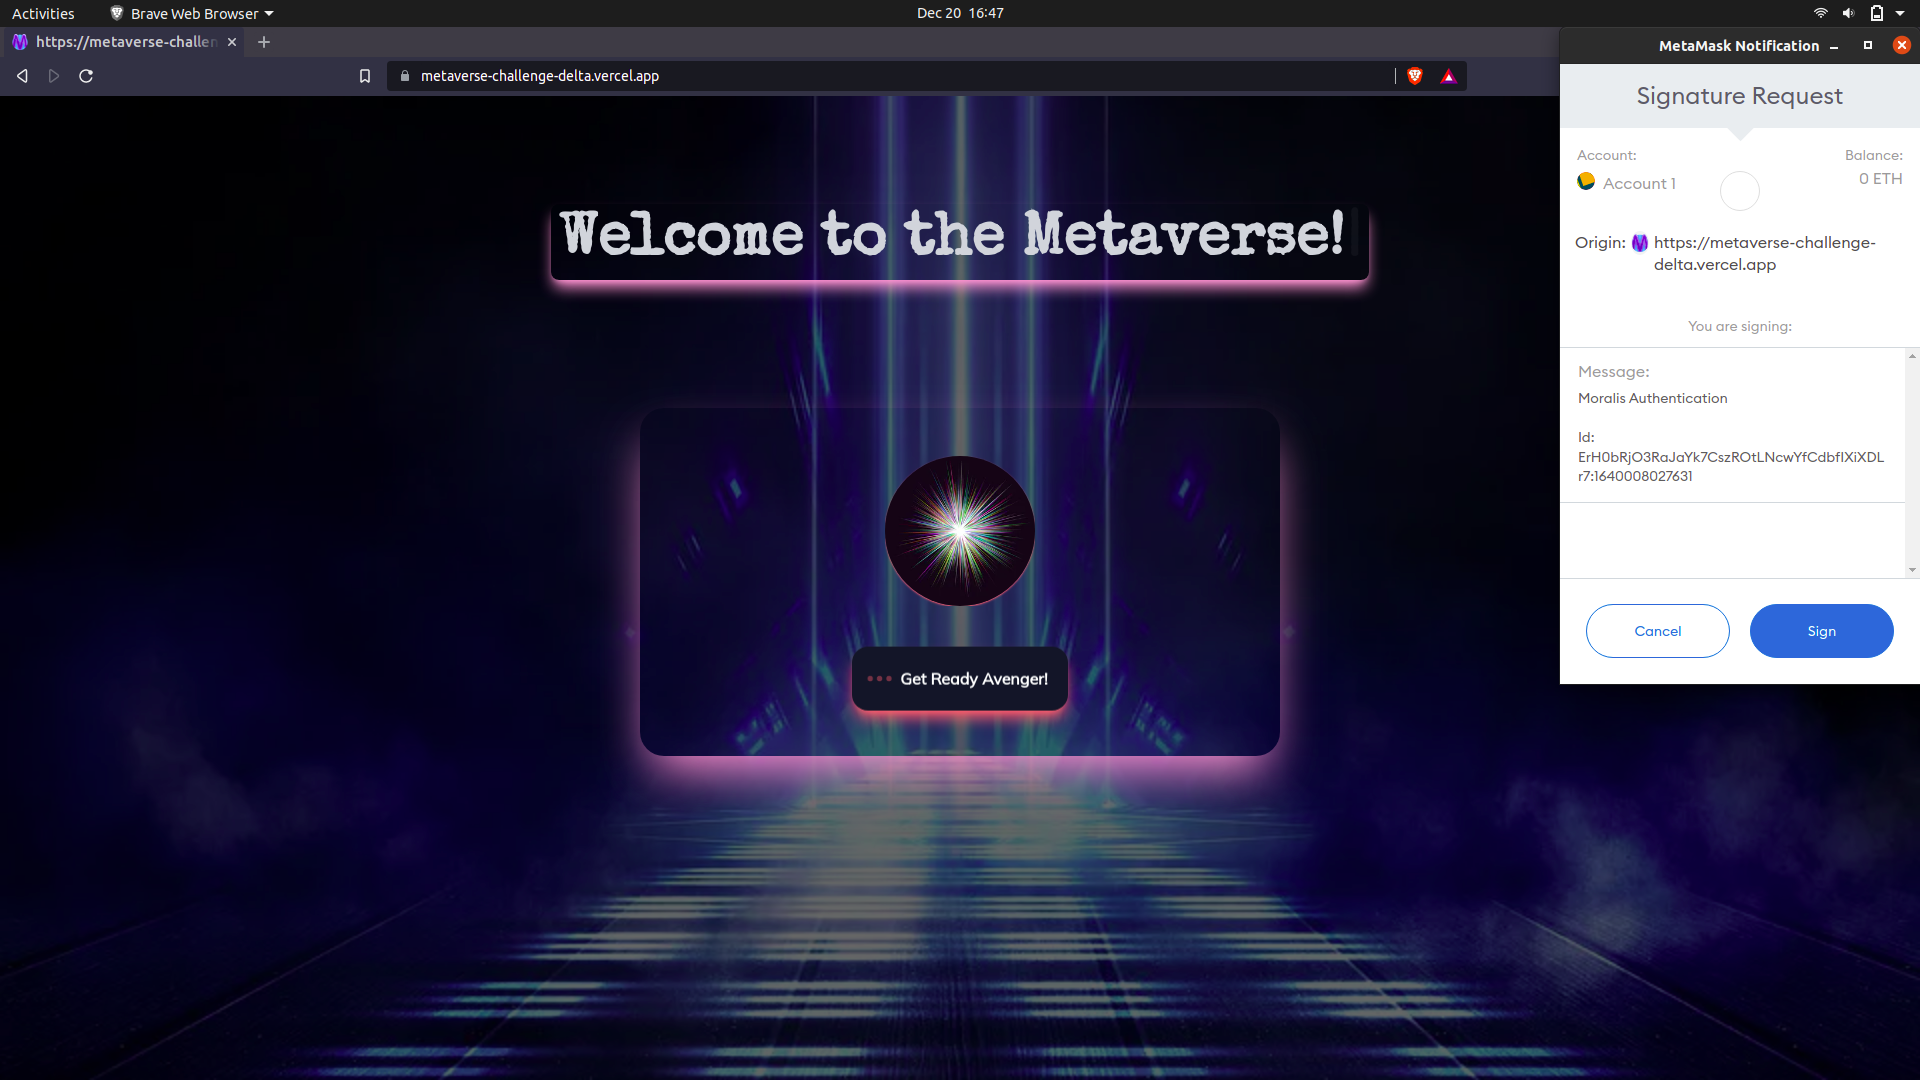 Activities
Brave Web Browser
Dec 20 16:47
https://metaverse-challen
metaverse-challenge-delta.vercel.app
Welcome to the Metaverse!
Get Ready Avenger!
MetaMask Notification
Signature Request
Account:
Balance:
Account 1
0 ETH
Origin: https://metaverse-challenge-
delta.vercel.app
You are signing:
Message:
Moralis Authentication
Id:
ErH0bRjO3RaJaYk7CszROtLNcwYfCdbfIXiXDL
r7:1640008027631
Cancel
Sign